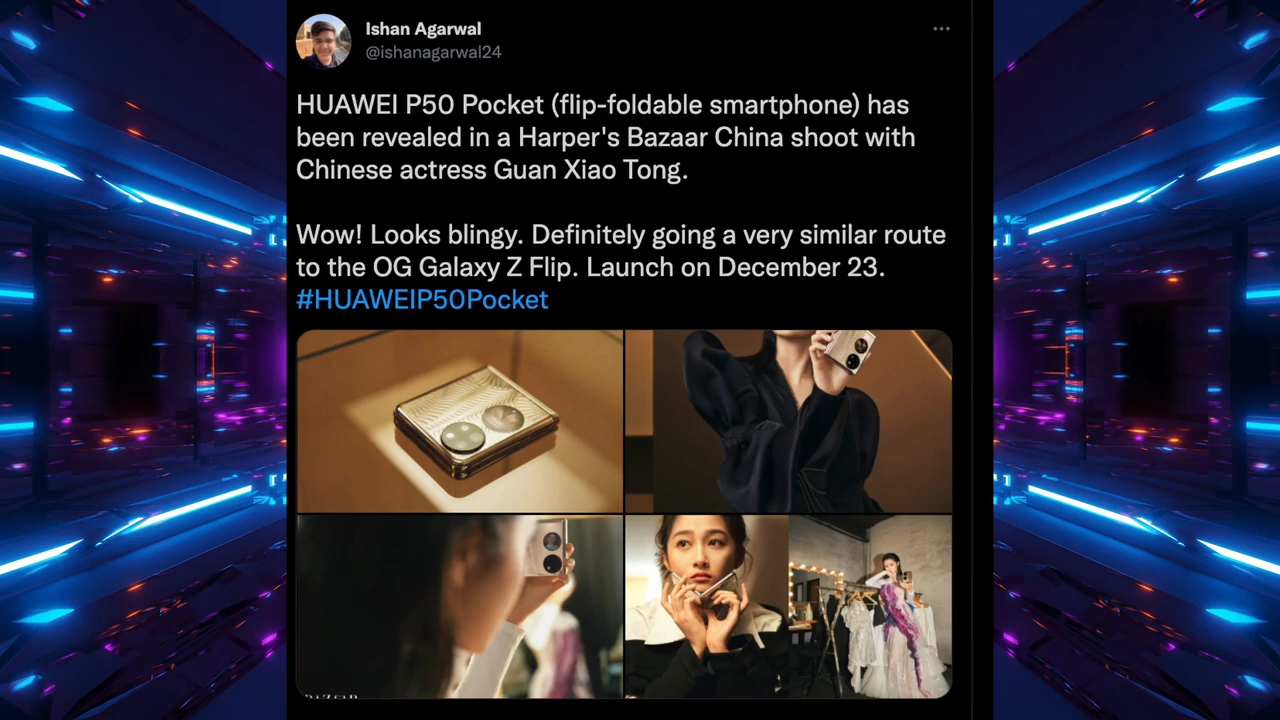 Ishan Agarwal
@ishanagarwal24
HUAWEI P50 Pocket (flip-foldable smartphone) has
been revealed in a Harper's Bazaar China shoot with
Chinese actress Guan Xiao Tong.
Wow! Looks blingy. Definitely going a very similar route
to the OG Galaxy Z Flip. Launch on December 23.
#HUAWEIP50Pocket